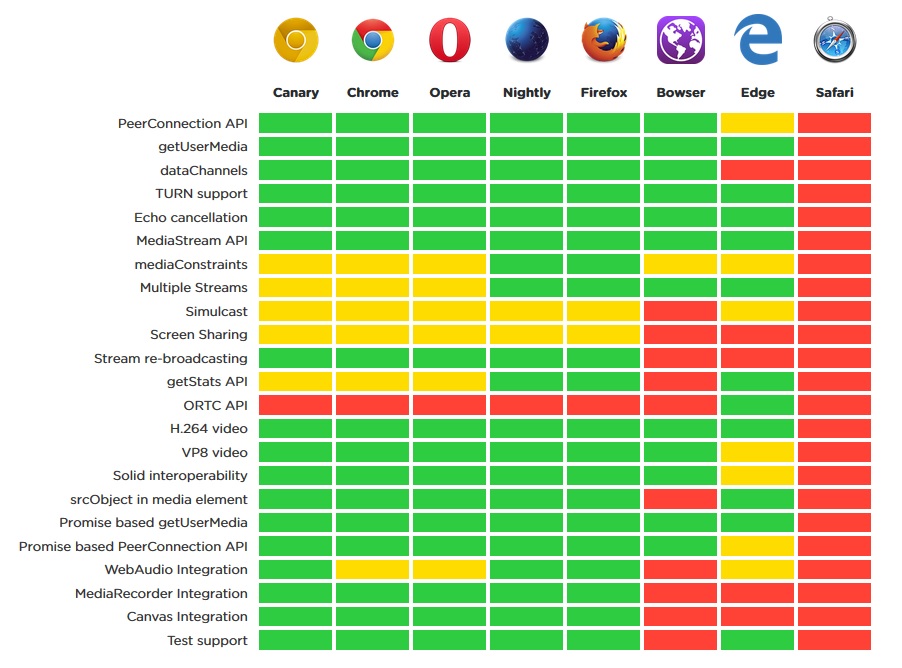 Canary Chrome Opera Nightly Firefox Bowser Edge Safari
PeerConnection API
getUserMedia
dataChannels
TURN support
Echo cancellation
MediaStream API
mediaConstraints
Multiple Streams
Simulcast
Screen Sharing
Stream re-broadcasting
getStats API
ORTC API
H.264 video
VP8 video
Solid interoperability
srcObject in media element
Promise based getUserMedia
Promise based PeerConnection API
WebAudio Integration
MediaRecorder Integration
Canvas Integration
Test support